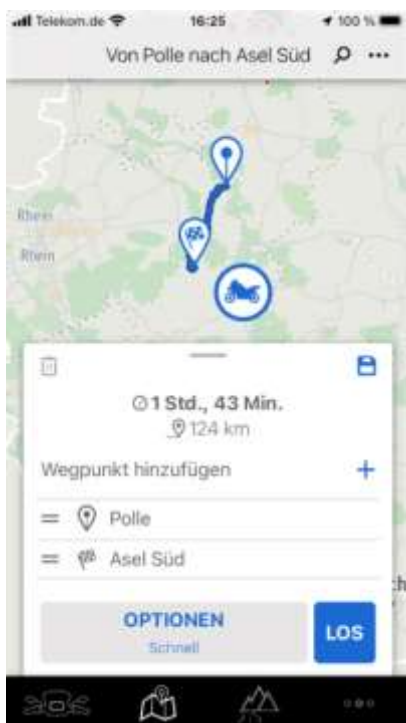 Telekom.de
16:25
100 %
Von Polle nach Asel Süd
Rhein
Rhein
1 Std., 43 Min.
124 km
Wegpunkt hinzufügen
Polle
Asel Süd
OPTIONEN
Schnell
LOS